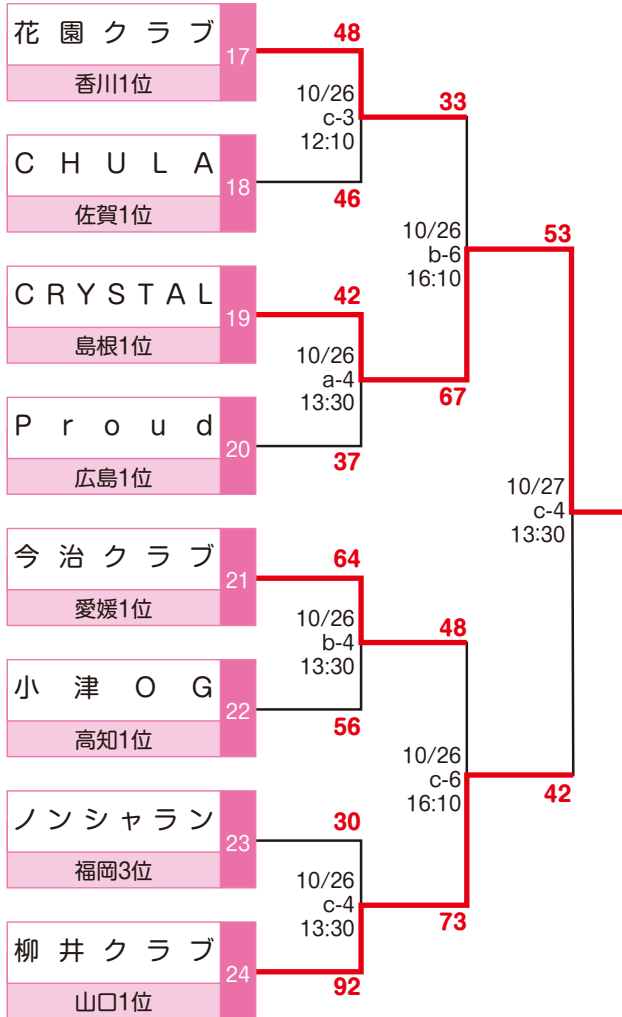 花園クラブ
17
香川1位
CHULA
18
佐賀1位
CRYSTAL
19
島根1位
Proud
20
広島1位
今治クラブ
21
愛媛1位
小津OG
22
高知1位
ノンシャラン
23
福岡3位
柳井クラブ
24
山口1位
48
10/26
c-3
12:10
46
42
10/26
a-4
13:30
37
64
10/26
b-4
13:30
56
30
10/26
c-4
13:30
92
33
10/26
b-6
16:10
67
48
10/26
c-6
16:10
73
53
10/27
c-4
13:30
42